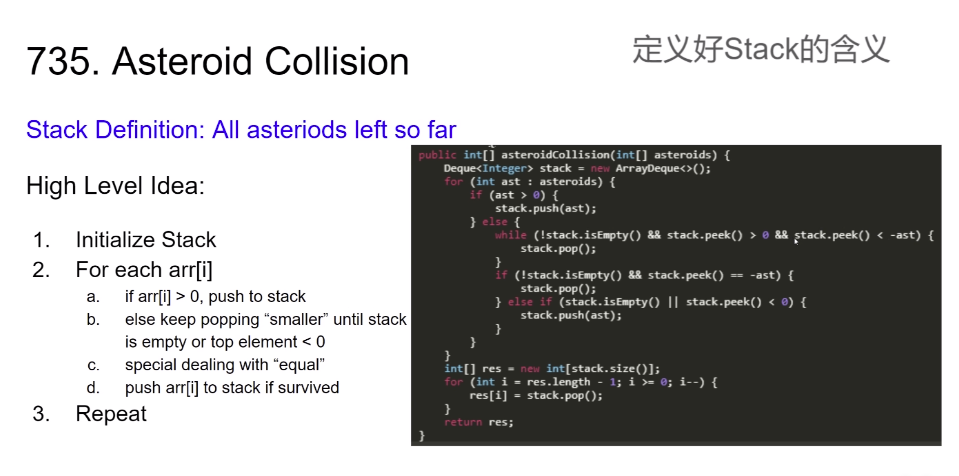 735. Asteroid Collision
定义好Stack的含义
Stack Definition: All asteriods left so far
High Level Idea:
1. Initialize Stack
2. For each arr[i]
a. if arr[i] > 0, push to stack
b. else keep popping “smaller” until stack
is empty or top element < 0
c. special dealing with “equal”
d. push arr[i] to stack if survived
3. Repeat
public int[] asteroidCollision(int[] asteroids) {
Deque<Integer> stack = new ArrayDeque<>();
for (int ast : asteroids) {
if (ast > 0) {
stack.push(ast);
} else {
while (!stack.isEmpty() && stack.peek() > 0 && stack.peek() < -ast) {
stack.pop();
}
if (!stack.isEmpty() && stack.peek() == -ast) {
stack.pop();
} else if (stack.isEmpty() || stack.peek() < 0) {
stack.push(ast);
}
}
}
int[] res = new int[stack.size()];
for (int i = res.length - 1; i >= 0; i--) {
res[i] = stack.pop();
}
return res;
}